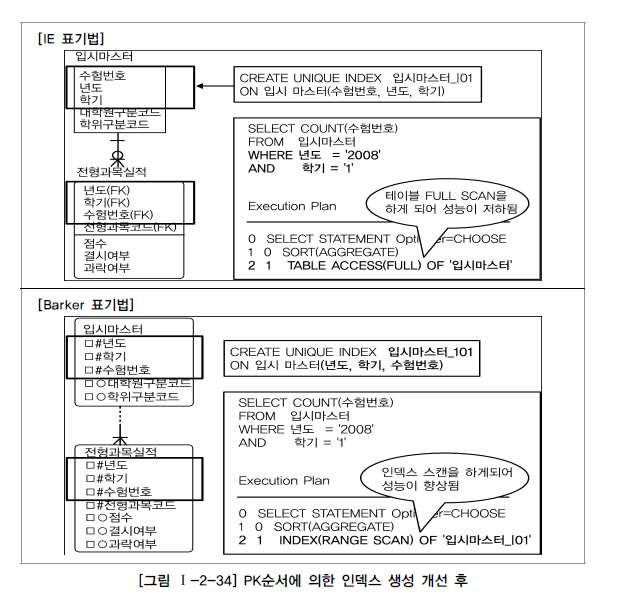 [IE 표기법]
입시마스터
수험번호
년도
학기
대학원구분코드
학위구분코드
CREATE UNIQUE INDEX 입시마스터_I01
ON 입시 마스터(수험번호, 년도, 학기)
전형과목실적
년도(FK)
학기(FK)
수험번호(FK)
전형과목코드(FK)
점수
결시여부
과락여부
SELECT COUNT(수험번호)
FROM 입시마스터
WHERE 년도 = '2008'
AND 학기 = '1'
테이블 FULL SCAN을
하게 되어 성능이 저하됨
Execution Plan
0 SELECT STATEMENT Optimizer=CHOOSE
1 0 SORT(AGGREGATE)
2 1 TABLE ACCESS(FULL) OF '입시마스터'
[Barker 표기법]
입시마스터
□#년도
□#학기
□#수험번호
□○대학원구분코드
□○학위구분코드
CREATE UNIQUE INDEX 입시마스터_101
ON 입시 마스터(년도, 학기, 수험번호)
전형과목실적
□#년도
□#학기
□#수험번호
□#전형과목코드
□○점수
□○결시여부
□○과락여부
SELECT COUNT(수험번호)
FROM 입시마스터
WHERE 년도 = '2008'
AND 학기 = '1'
인덱스 스캔을 하게되어
성능이 향상됨
Execution Plan
0 SELECT STATEMENT Optimizer=CHOOSE
1 0 SORT(AGGREGATE)
2 1 INDEX(RANGE SCAN) OF '입시마스터_I01'
[그림 Ⅰ-2-34] PK순서에 의한 인덱스 생성 개선 후